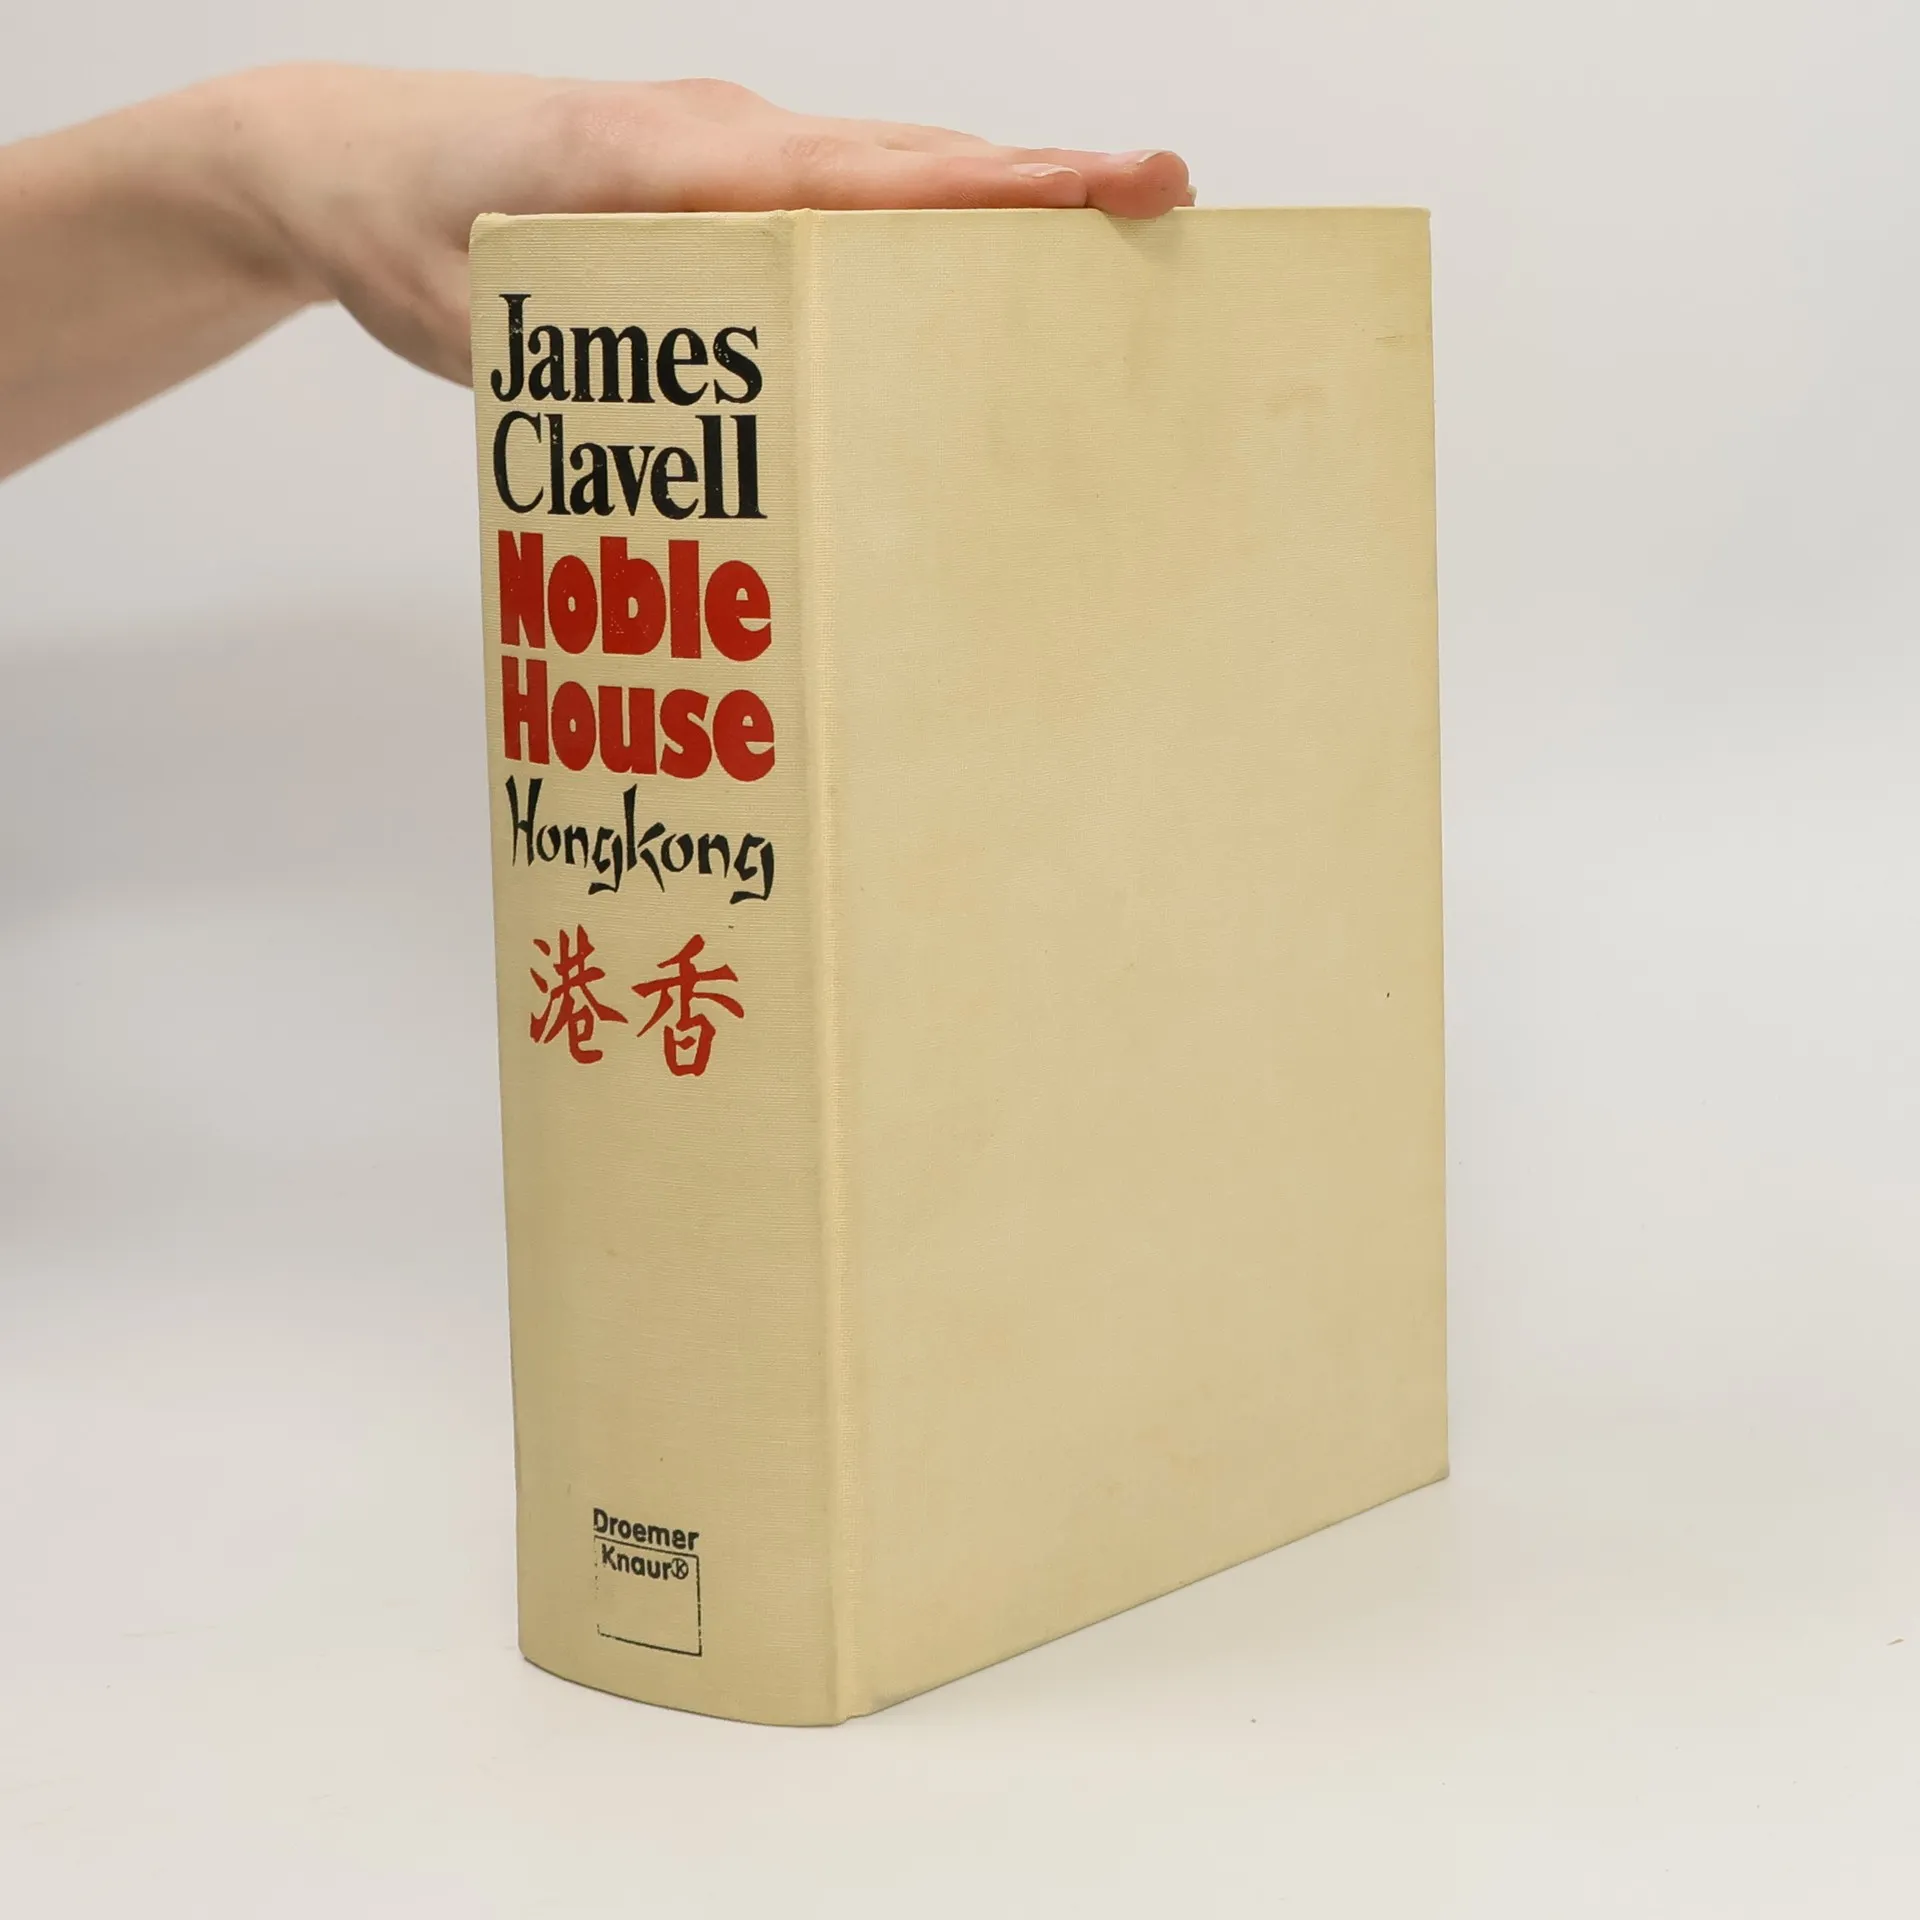 James
Clavell
Noble
House
Hongkong
港香
Droemer
Knaur®